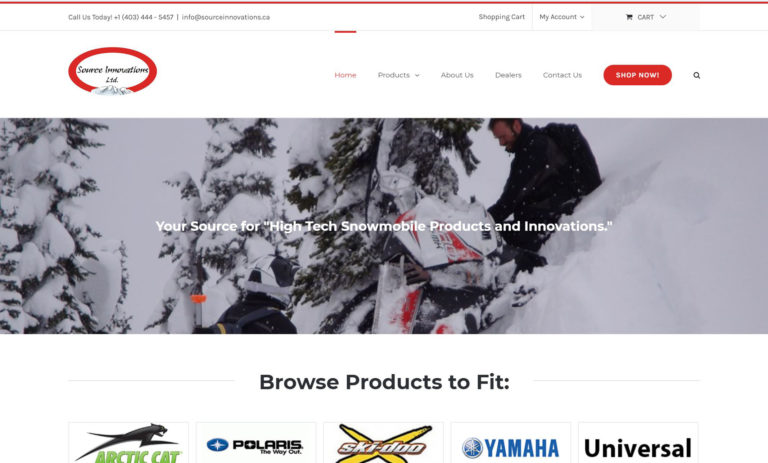 Call Us Today! +1 (403) 444 - 5457 | info@sourceinnovations.ca
Shopping Cart
My Account
CART
Source Innovations
Ltd.
Home
Products
About Us
Dealers
Contact Us
SHOP NOW!
Your Source for "High Tech Snowmobile Products and Innovations."
Browse Products to Fit:
ARCTIC CAT
POLARIS
The Way Out.
ski-doo
YAMAHA
Universal